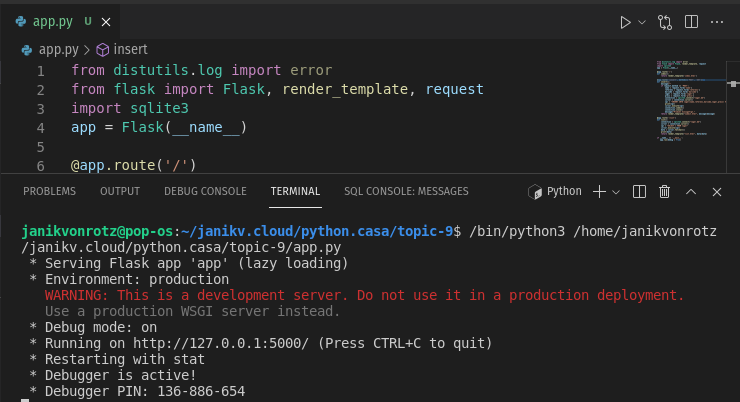 app.py U
app.py > insert
1 from distutils.log import error
2 from flask import Flask, render_template, request
3 import sqlite3
4 app = Flask(__name__)
5
6 @app.route('/')
PROBLEMS OUTPUT DEBUG CONSOLE TERMINAL SQL CONSOLE: MESSAGES Python
janikvonrotz@pop-os:~/janikv.cloud/python.casa/topic-9$ /bin/python3 /home/janikvonrotz
/janikv.cloud/python.casa/topic-9/app.py
* Serving Flask app 'app' (lazy loading)
* Environment: production
WARNING: This is a development server. Do not use it in a production deployment.
Use a production WSGI server instead.
* Debug mode: on
* Running on http://127.0.0.1:5000/ (Press CTRL+C to quit)
* Restarting with stat
* Debugger is active!
* Debugger PIN: 136-886-654